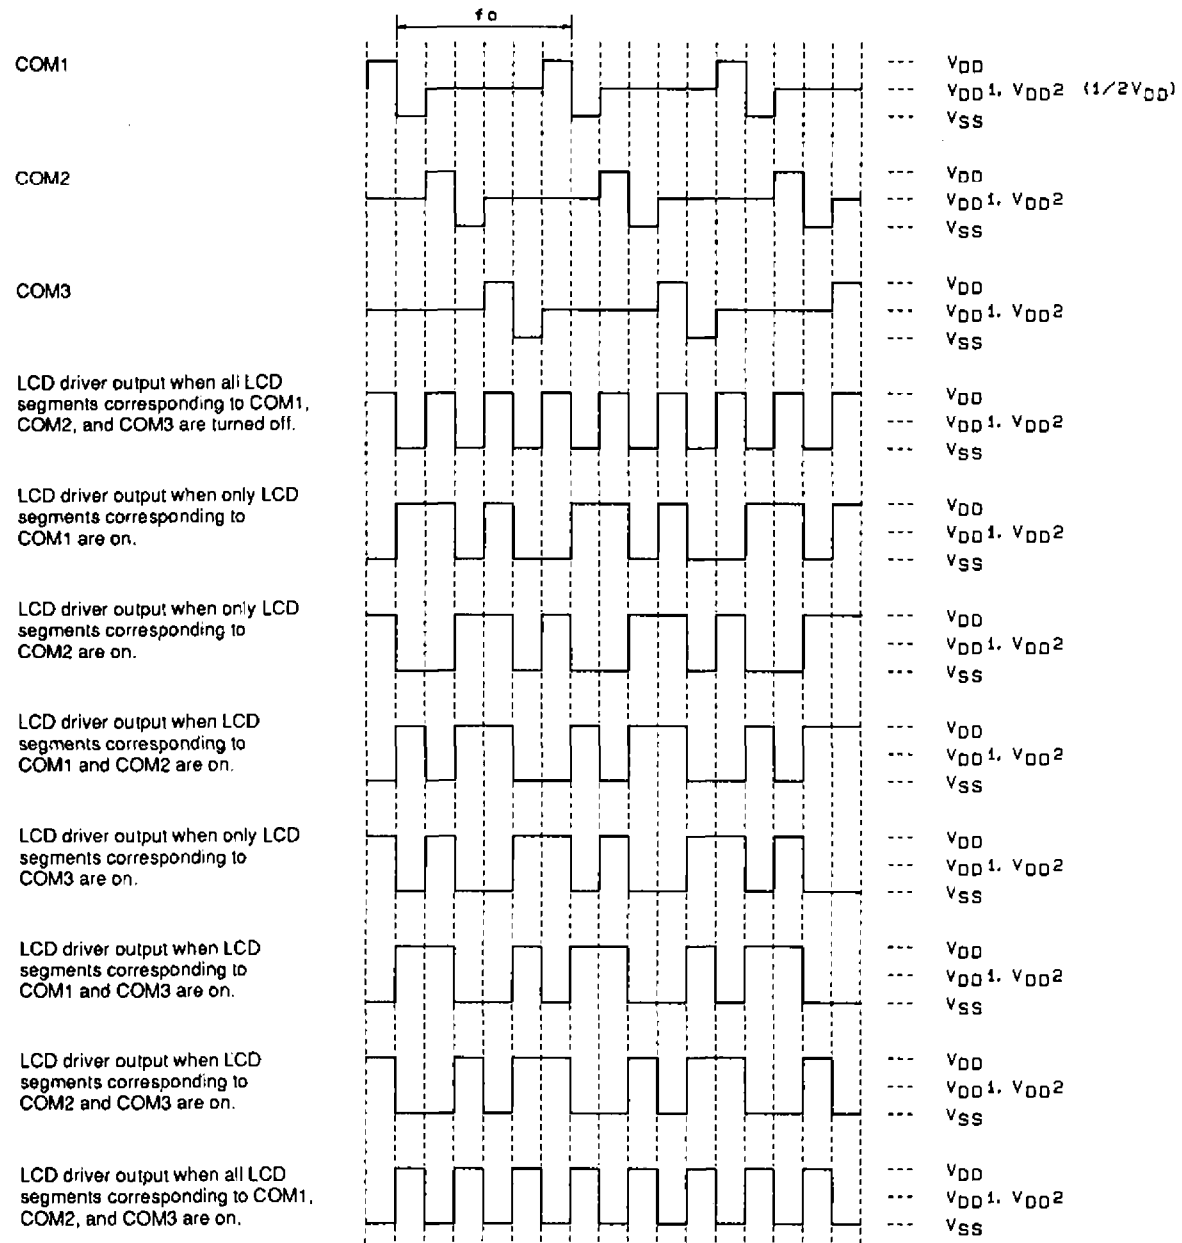 fo
COM1
VDD
VDD1, VDD2 (1/2VDD)
VSS
COM2
VDD
VDD1, VDD2
VSS
COM3
VDD
VDD1, VDD2
VSS
LCD driver output when all LCD
segments corresponding to COM1,
COM2, and COM3 are turned off.
VDD
VDD1, VDD2
VSS
LCD driver output when only LCD
segments corresponding to
COM1 are on.
VDD
VDD1, VDD2
VSS
LCD driver output when only LCD
segments corresponding to
COM2 are on.
VDD
VDD1, VDD2
VSS
LCD driver output when LCD
segments corresponding to
COM1 and COM2 are on.
VDD
VDD1, VDD2
VSS
LCD driver output when only LCD
segments corresponding to
COM3 are on.
VDD
VDD1, VDD2
VSS
LCD driver output when LCD
segments corresponding to
COM1 and COM3 are on.
VDD
VDD1, VDD2
VSS
LCD driver output when LCD
segments corresponding to
COM2 and COM3 are on.
VDD
VDD1, VDD2
VSS
LCD driver output when all LCD
segments corresponding to COM1,
COM2, and COM3 are on.
VDD
VDD1, VDD2
VSS